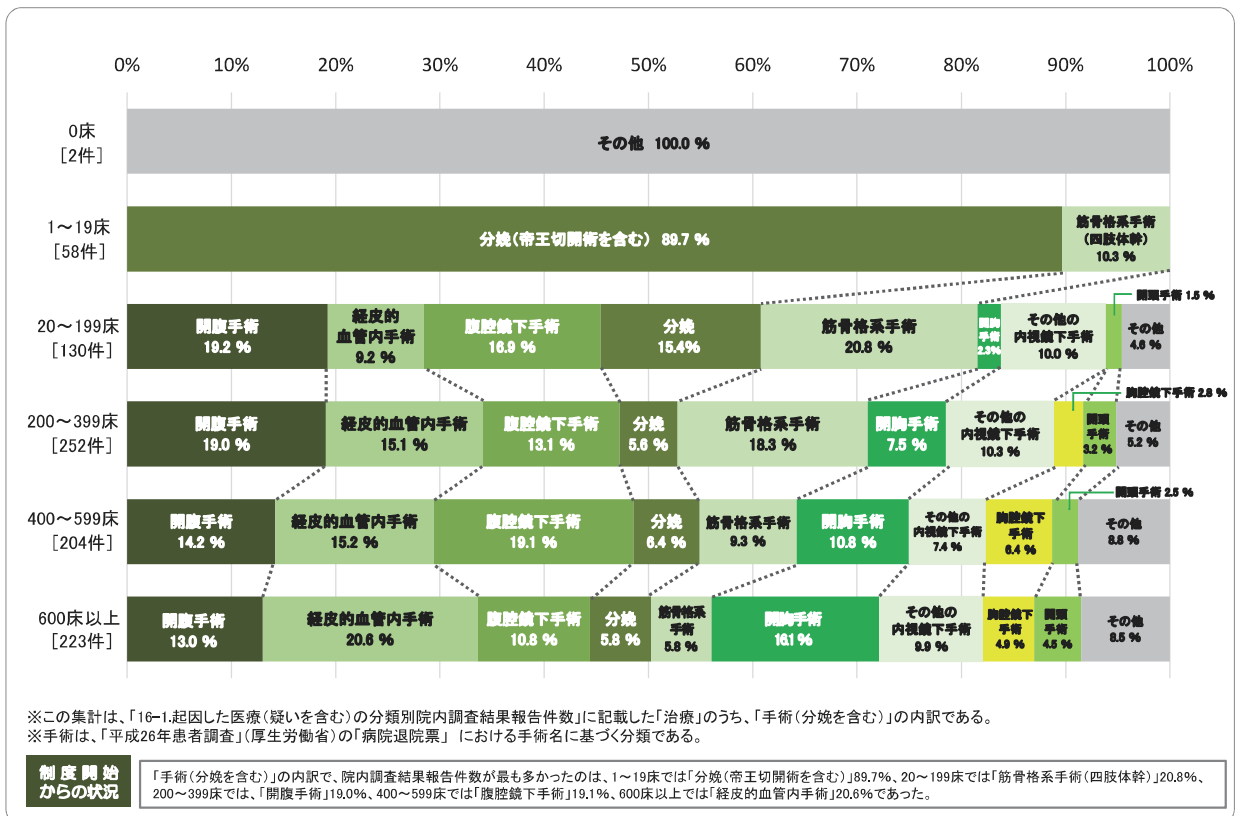 0% 10% 20% 30% 40% 50% 60% 70% 80% 90% 100%
0床
[2件]
その他 100.0 %
1～19床
[58件]
分娩(帝王切開術を含む) 89.7 %
筋骨格系手術
(四肢体幹)
10.3 %
20～199床
[130件]
開腹手術
19.2 %
経皮的
血管内手術
9.2 %
腹腔鏡下手術
16.9 %
分娩
15.4%
筋骨格系手術
20.8 %
開胸
手術
2.3%
その他の
内視鏡下手術
10.0 %
開頭手術 1.5 %
その他
4.6 %
200～399床
[252件]
開腹手術
19.0 %
経皮的血管内手術
15.1 %
腹腔鏡下手術
13.1 %
分娩
5.6 %
筋骨格系手術
18.3 %
開胸手術
7.5 %
その他の
内視鏡下手術
10.3 %
胸腔鏡下手術 2.8 %
開頭
手術
3.2 %
その他
5.2 %
400～599床
[204件]
開腹手術
14.2 %
経皮的血管内手術
15.2 %
腹腔鏡下手術
19.1 %
分娩
6.4 %
筋骨格系手術
9.3 %
開胸手術
10.8 %
その他の
内視鏡下手術
7.4 %
胸腔鏡下
手術
6.4 %
開頭手術 2.5 %
その他
8.8 %
600床以上
[223件]
開腹手術
13.0 %
経皮的血管内手術
20.6 %
腹腔鏡下手術
10.8 %
分娩
5.8 %
筋骨格系
手術
5.8 %
開胸手術
16.1 %
その他の
内視鏡下手術
9.9 %
胸腔鏡下
手術
4.9 %
開頭
手術
4.5 %
その他
8.5 %
※この集計は、「16-1.起因した医療(疑いを含む)の分類別院内調査結果報告件数」に記載した「治療」のうち、「手術(分娩を含む)」の内訳である。
※手術は、「平成26年患者調査」(厚生労働省)の「病院退院票」 における手術名に基づく分類である。
制度開始
からの状況
「手術(分娩を含む)」の内訳で、院内調査結果報告件数が最も多かったのは、1～19床では「分娩(帝王切開術を含む)」89.7%、20～199床では「筋骨格系手術(四肢体幹)」20.8%、
200～399床では、「開腹手術」19.0%、400～599床では「腹腔鏡下手術」19.1%、600床以上では「経皮的血管内手術」20.6%であった。